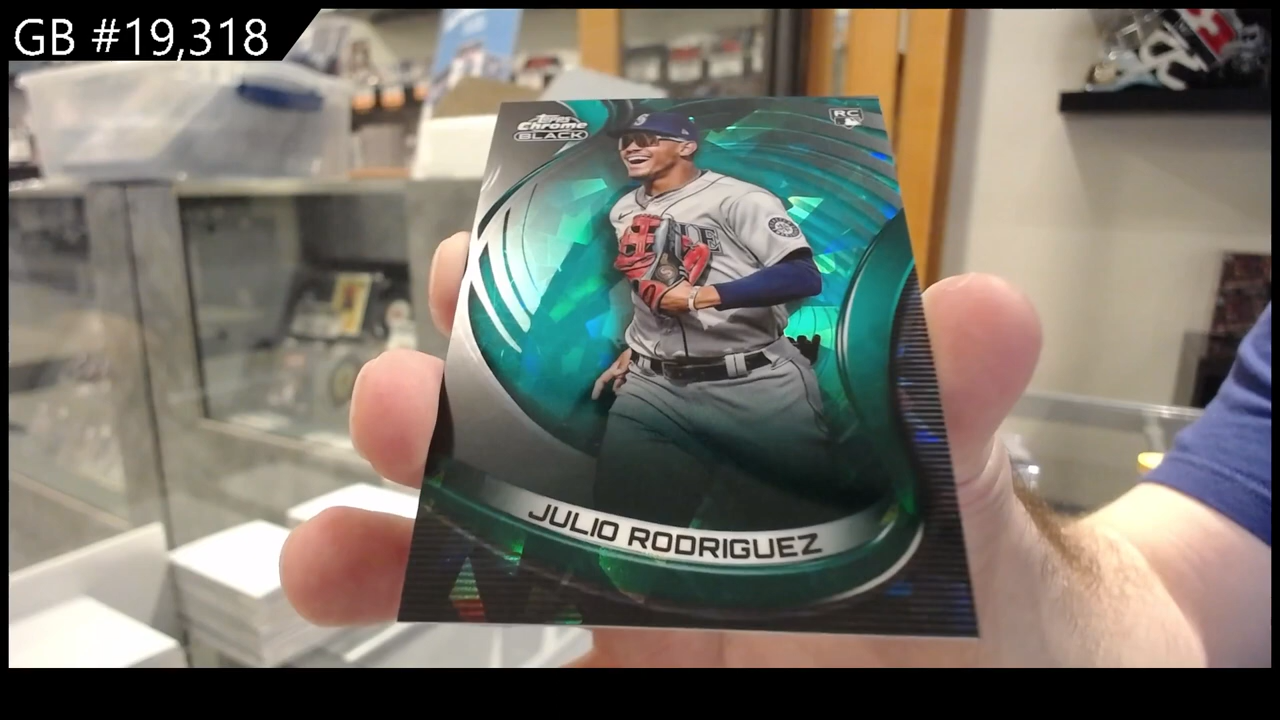 GB #19,318
Topps
Chrome
BLACK
RC
S
JULIO RODRIGUEZ